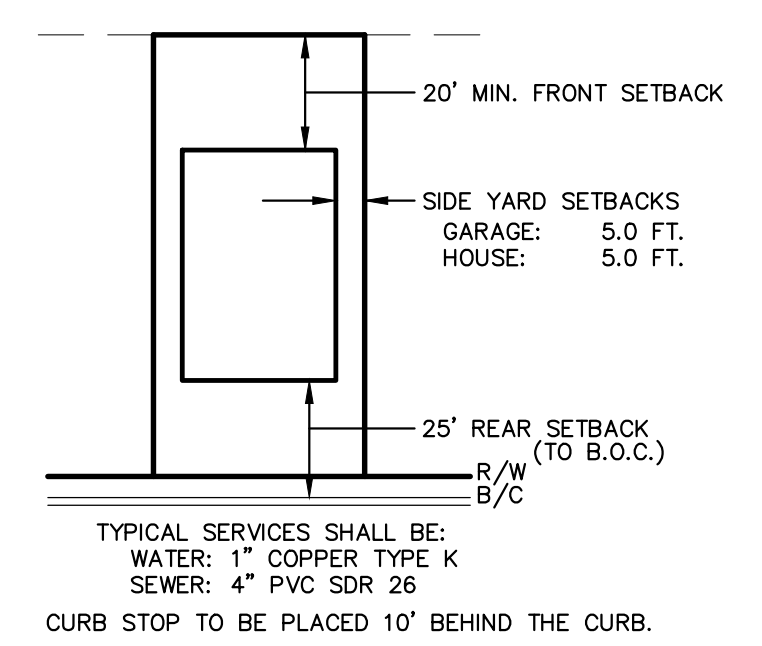 20' MIN. FRONT SETBACK
SIDE YARD SETBACKS
GARAGE: 5.0 FT.
HOUSE: 5.0 FT.
25' REAR SETBACK
(TO B.O.C.)
R/W
B/C
TYPICAL SERVICES SHALL BE:
WATER: 1" COPPER TYPE K
SEWER: 4" PVC SDR 26
CURB STOP TO BE PLACED 10' BEHIND THE CURB.